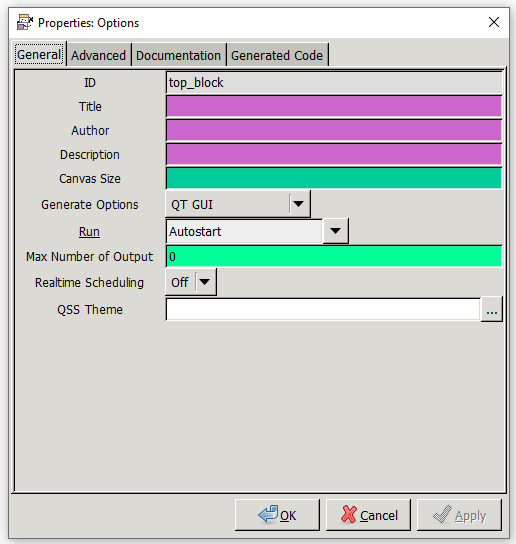 Properties: Options
General Advanced Documentation Generated Code
ID top_block
Title
Author
Description
Canvas Size
Generate Options QT GUI
Run Autostart
Max Number of Output 0
Realtime Scheduling Off
QSS Theme ...
OK Cancel Apply